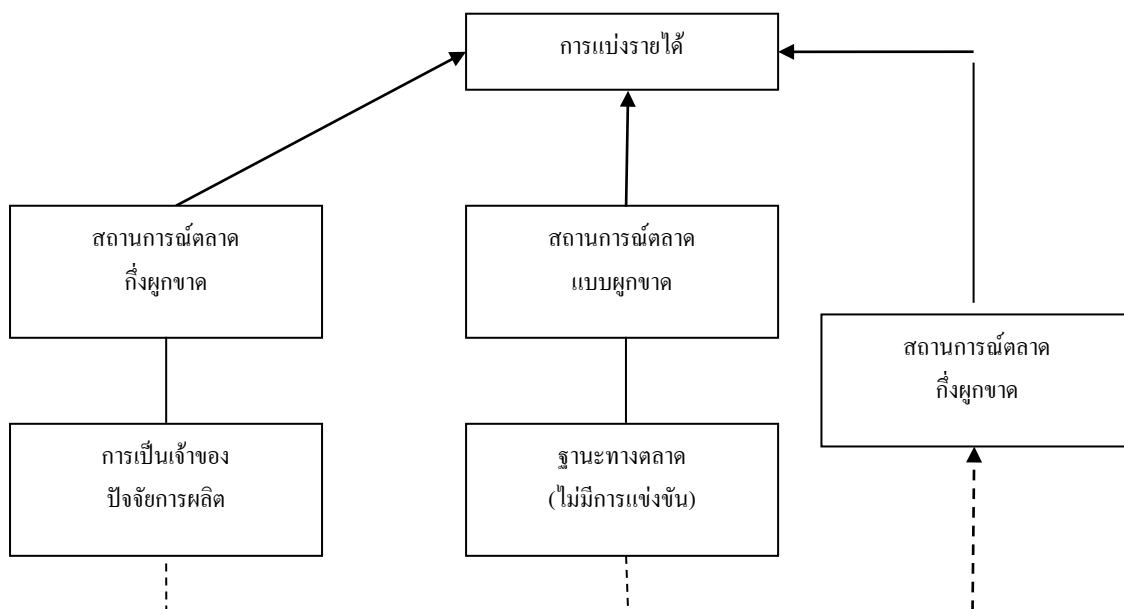 การแบ่งรายได้
สถานการณ์ตลาด
กึ่งผูกขาด
สถานการณ์ตลาด
แบบผูกขาด
สถานการณ์ตลาด
กึ่งผูกขาด
การเป็นเจ้าของ
ปัจจัยการผลิต
ฐานะทางตลาด
(ไม่มีการแข่งขัน)